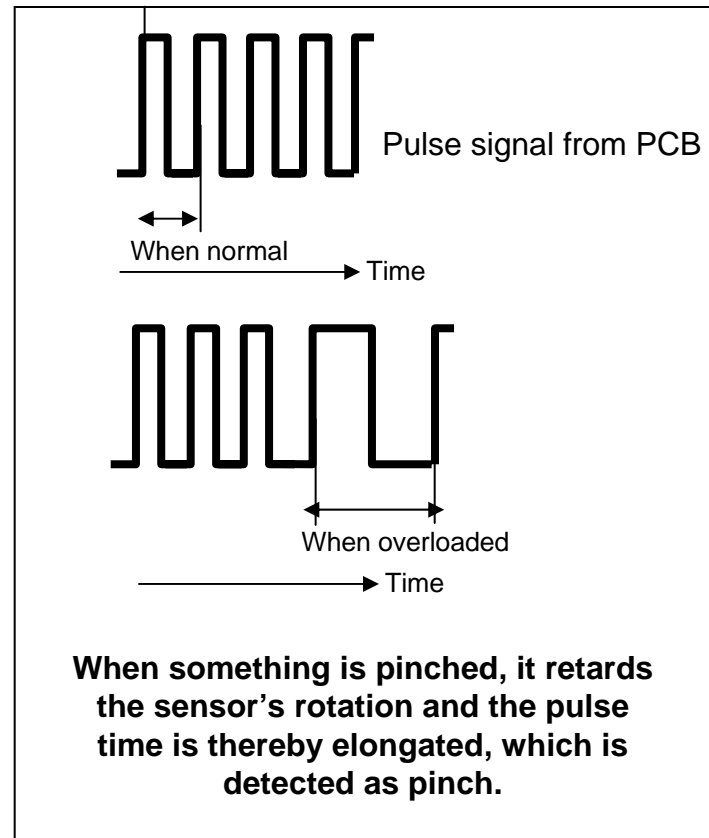 Pulse signal from PCB
When normal
Time
When overloaded
Time
When something is pinched, it retards
the sensor’s rotation and the pulse
time is thereby elongated, which is
detected as pinch.